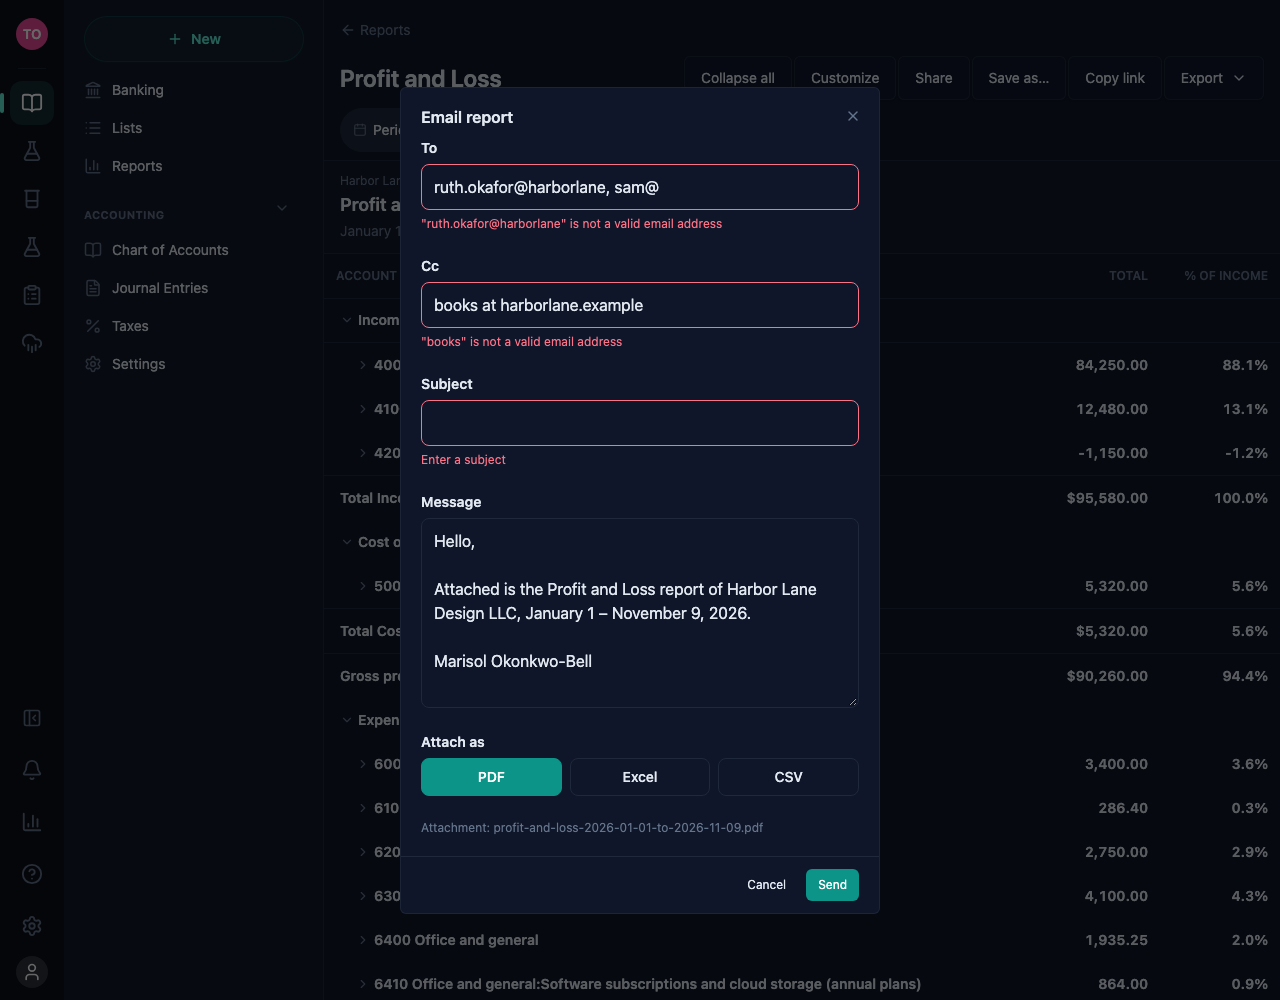 TO
New
Banking
Lists
Reports
ACCOUNTING
Chart of Accounts
Journal Entries
Taxes
Settings
Reports
Profit and Loss
Collapse all
Customize
Share
Save as...
Copy link
Export
Harbor
January 1
ACCOUNT
TOTAL
% OF INCOME
84,250.00
88.1%
12,480.00
13.1%
-1,150.00
-1.2%
Total
$95,580.00
100.0%
Cost
5,320.00
5.6%
Total
$5,320.00
5.6%
Gross
$90,260.00
94.4%
3,400.00
3.6%
286.40
0.3%
2,750.00
2.9%
4,100.00
4.3%
6400 Office and general
1,935.25
2.0%
6410 Office and general:Software subscriptions and cloud storage (annual plans)
864.00
0.9%
Email report
To
ruth.okafor@harborlane, sam@
"ruth.okafor@harborlane" is not a valid email address
Cc
books at harborlane.example
"books" is not a valid email address
Subject
Enter a subject
Message
Hello,
Attached is the Profit and Loss report of Harbor Lane
Design LLC, January 1 – November 9, 2026.
Marisol Okonkwo-Bell
Attach as
PDF
Excel
CSV
Attachment: profit-and-loss-2026-01-01-to-2026-11-09.pdf
Cancel
Send